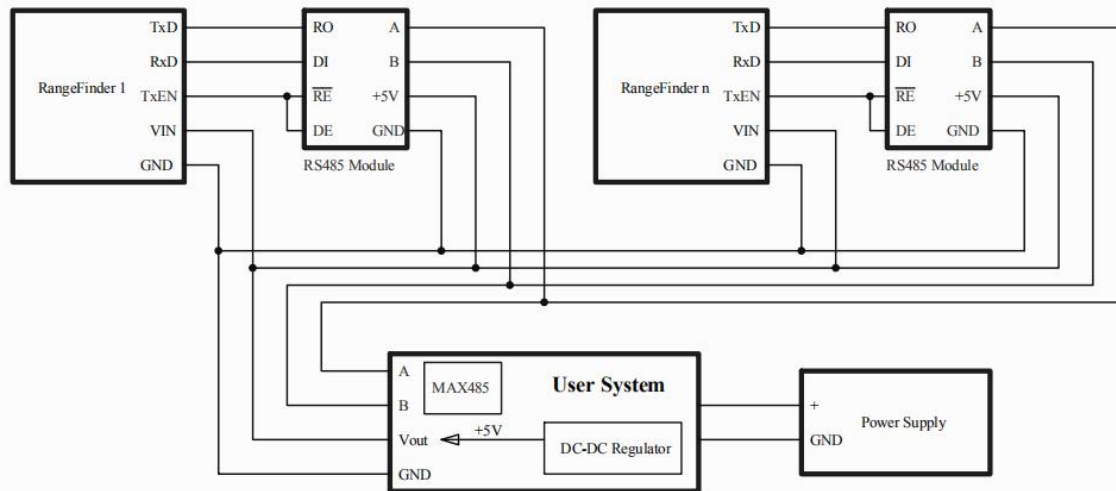 TxD
RxD
RangeFinder 1
TxEN
VIN
GND
RO
A
DI
B
RE
+5V
DE
GND
RS485 Module
TxD
RxD
RangeFinder n
TxEN
VIN
GND
RO
A
DI
B
RE
+5V
DE
GND
RS485 Module
A
MAX485
User System
B
+5V
Vout
DC-DC Regulator
GND
+
Power Supply
GND